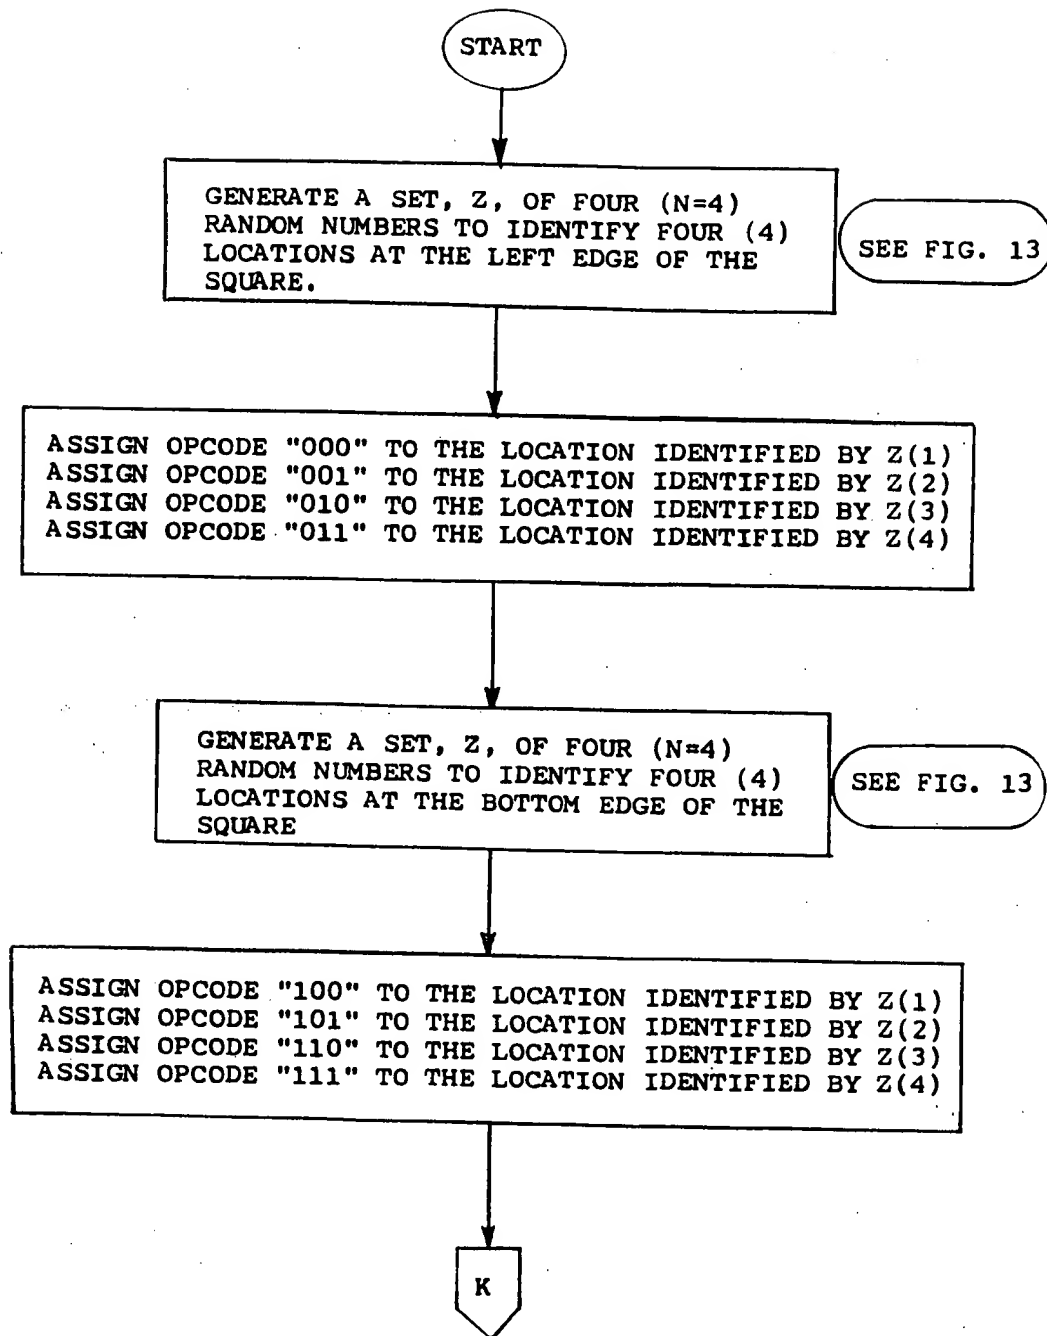 START
GENERATE A SET, Z, OF FOUR (N=4)
RANDOM NUMBERS TO IDENTIFY FOUR (4)
LOCATIONS AT THE LEFT EDGE OF THE
SQUARE.
SEE FIG. 13
ASSIGN OPCODE "000" TO THE LOCATION IDENTIFIED BY Z(1)
ASSIGN OPCODE "001" TO THE LOCATION IDENTIFIED BY Z(2)
ASSIGN OPCODE "010" TO THE LOCATION IDENTIFIED BY Z(3)
ASSIGN OPCODE "011" TO THE LOCATION IDENTIFIED BY Z(4)
GENERATE A SET, Z, OF FOUR (N=4)
RANDOM NUMBERS TO IDENTIFY FOUR (4)
LOCATIONS AT THE BOTTOM EDGE OF THE
SQUARE
SEE FIG. 13
ASSIGN OPCODE "100" TO THE LOCATION IDENTIFIED BY Z(1)
ASSIGN OPCODE "101" TO THE LOCATION IDENTIFIED BY Z(2)
ASSIGN OPCODE "110" TO THE LOCATION IDENTIFIED BY Z(3)
ASSIGN OPCODE "111" TO THE LOCATION IDENTIFIED BY Z(4)
K